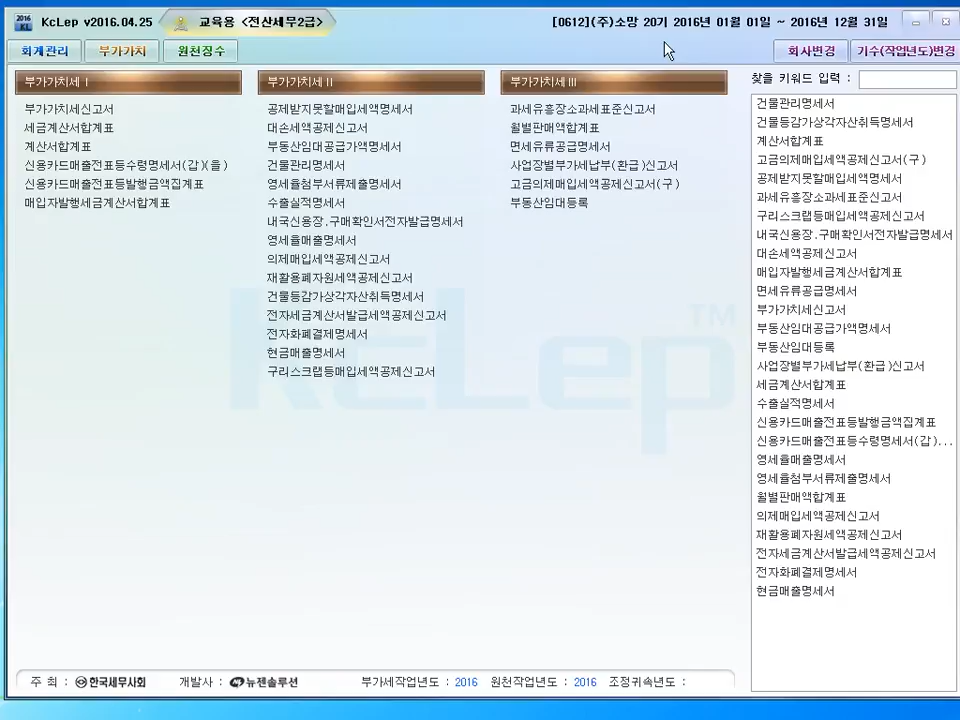 KcLep v2016.04.25 교육용 <전산세무2급> [0612](주)소망 20기 2016년 01월 01일 ~ 2016년 12월 31일
회계관리 부가가치 원천징수 회사변경 기수(작업년도)변경
부가가치세 Ⅰ
부가가치세신고서
세금계산서합계표
계산서합계표
신용카드매출전표등수령명세서(갑)(을)
신용카드매출전표등발행금액집계표
매입자발행세금계산서합계표
부가가치세 Ⅱ
공제받지못할매입세액명세서
대손세액공제신고서
부동산임대공급가액명세서
건물관리명세서
영세율첨부서류제출명세서
수출실적명세서
내국신용장.구매확인서전자발급명세서
영세율매출명세서
의제매입세액공제신고서
재활용폐자원세액공제신고서
건물등감가상각자산취득명세서
전자세금계산서발급세액공제신고서
전자화폐결제명세서
현금매출명세서
구리스크랩등매입세액공제신고서
부가가치세 Ⅲ
과세유흥장소과세표준신고서
월별판매액합계표
면세유류공급명세서
사업장별부가세납부(환급)신고서
고금의제매입세액공제신고서(구)
부동산임대등록
찾을 키워드 입력 :
건물관리명세서
건물등감가상각자산취득명세서
계산서합계표
고금의제매입세액공제신고서(구)
공제받지못할매입세액명세서
과세유흥장소과세표준신고서
구리스크랩등매입세액공제신고서
내국신용장.구매확인서전자발급명세서
대손세액공제신고서
매입자발행세금계산서합계표
면세유류공급명세서
부가가치세신고서
부동산임대공급가액명세서
부동산임대등록
사업장별부가세납부(환급)신고서
세금계산서합계표
수출실적명세서
신용카드매출전표등발행금액집계표
신용카드매출전표등수령명세서(갑)...
영세율매출명세서
영세율첨부서류제출명세서
월별판매액합계표
의제매입세액공제신고서
재활용폐자원세액공제신고서
전자세금계산서발급세액공제신고서
전자화폐결제명세서
현금매출명세서
KcLep TM
주 최 : 한국세무사회 개발사 : 뉴젠솔루션 부가세작업년도 : 2016 원천작업년도 : 2016 조정귀속년도 :